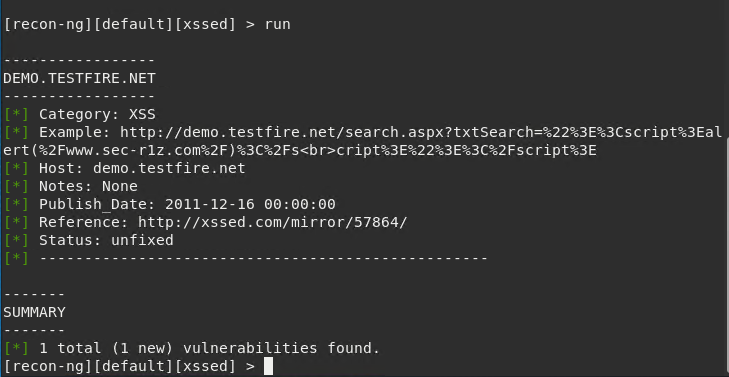 [recon-ng][default][xssed] > run
-----------------
DEMO.TESTFIRE.NET
-----------------
[*] Category: XSS
[*] Example: http://demo.testfire.net/search.aspx?txtSearch=%22%3E%3Cscript%3Eal
ert(%2Fwww.sec-r1z.com%2F)%3C%2Fs<br>cript%3E%22%3E%3C%2Fscript%3E
[*] Host: demo.testfire.net
[*] Notes: None
[*] Publish_Date: 2011-12-16 00:00:00
[*] Reference: http://xssed.com/mirror/57864/
[*] Status: unfixed
[*] --------------------------------------------------
-------
SUMMARY
-------
[*] 1 total (1 new) vulnerabilities found.
[recon-ng][default][xssed] >